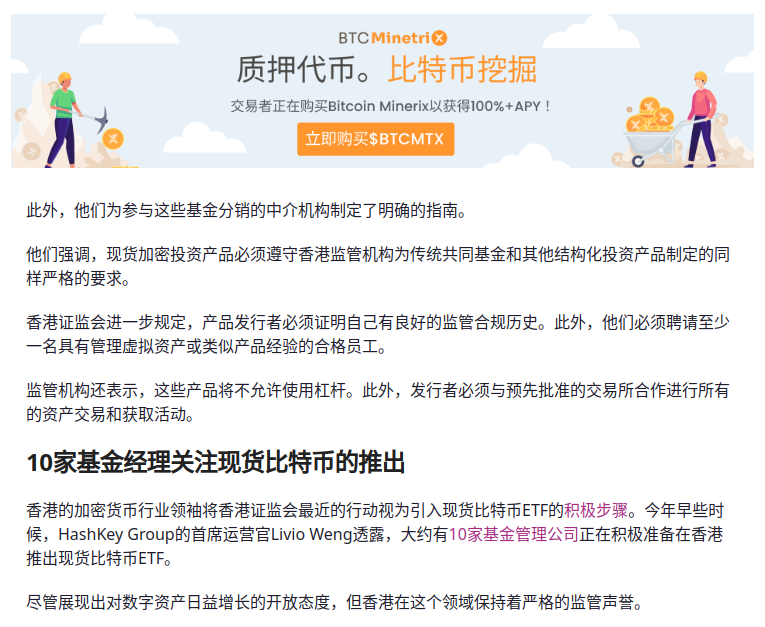 BTC Minetrix
质押代币。比特币挖掘
交易者正在购买Bitcoin Minerix以获得100%+APY！
立即购买$BTCMTX
此外，他们为参与这些基金分销的中介机构制定了明确的指南。
他们强调，现货加密投资产品必须遵守香港监管机构为传统共同基金和其他结构化投资产品制定的同
样严格的要求。
香港证监会进一步规定，产品发行者必须证明自己有良好的监管合规历史。此外，他们必须聘请至少
一名具有管理虚拟资产或类似产品经验的合格员工。
监管机构还表示，这些产品将不允许使用杠杆。此外，发行者必须与预先批准的交易所合作进行所有
的资产交易和获取活动。
10家基金经理关注现货比特币的推出
香港的加密货币行业领袖将香港证监会最近的行动视为引入现货比特币ETF的积极步骤。今年早些时
候，HashKey Group的首席运营官Livio Weng透露，大约有10家基金管理公司正在积极准备在香港
推出现货比特币ETF。
尽管展现出对数字资产日益增长的开放态度，但香港在这个领域保持着严格的监管声誉。